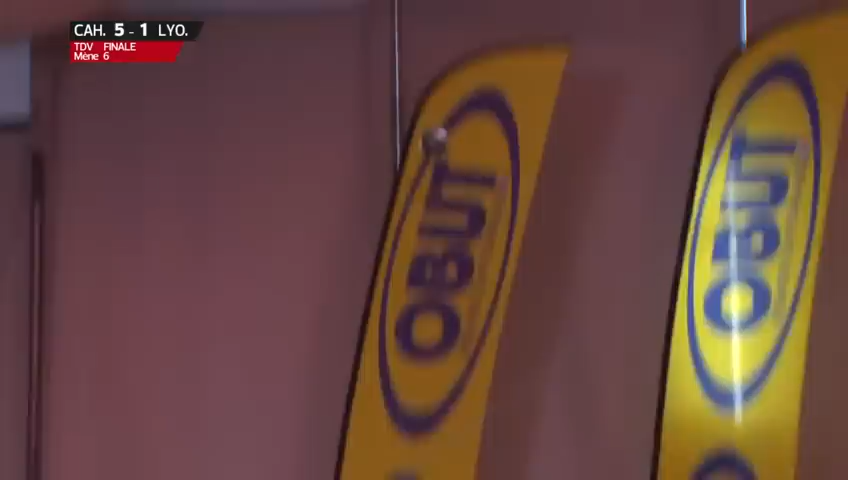 CAH. 5 - 1 LYO.
TDV FINALE
Mène 6
OBUT
OBUT